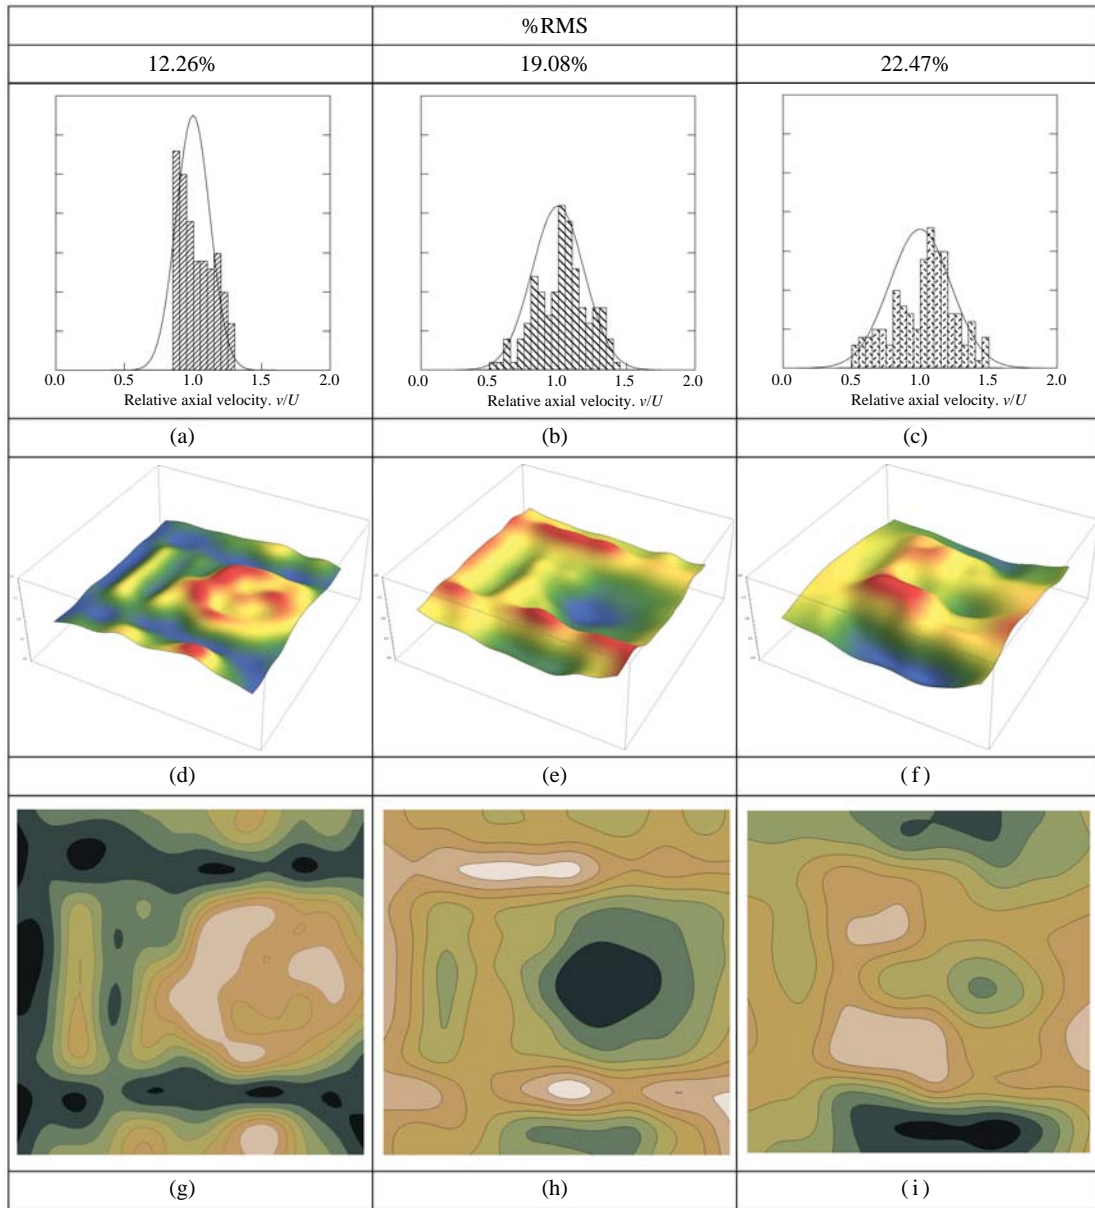 %RMS
12.26% 19.08% 22.47%
0.0 0.5 1.0 1.5 2.0 0.0 0.5 1.0 1.5 2.0 0.0 0.5 1.0 1.5 2.0
Relative axial velocity. v/U Relative axial velocity. v/U Relative axial velocity. v/U
(a) (b) (c)
(d) (e) (f)
(g) (h) (i)